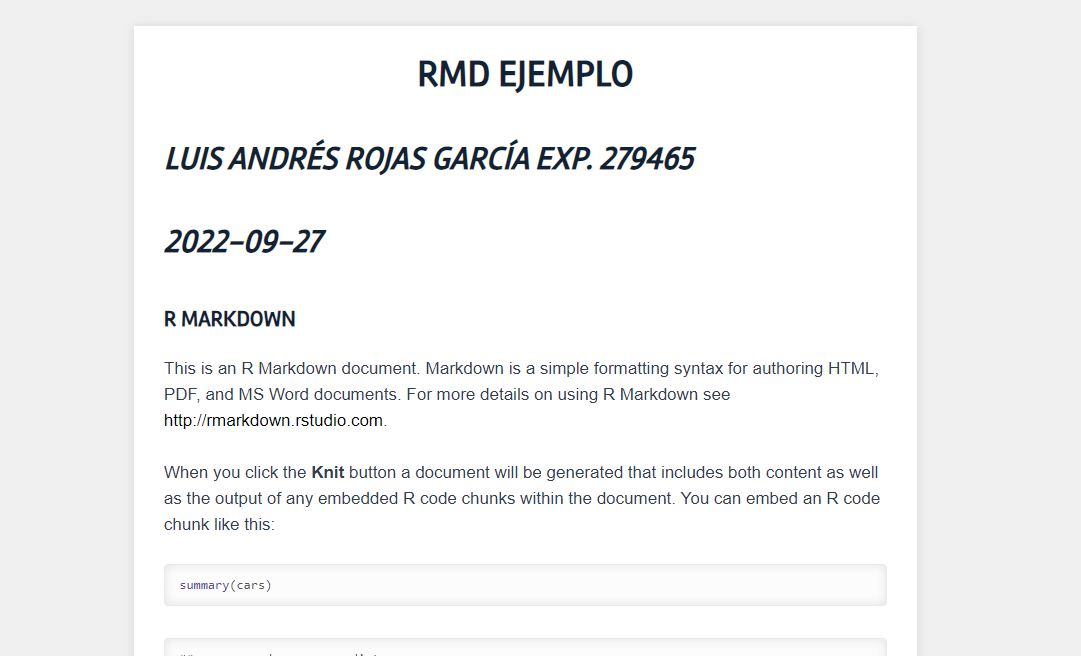 RMD EJEMPLO
LUIS ANDRÉS ROJAS GARCÍA EXP. 279465
2022-09-27
R MARKDOWN
This is an R Markdown document. Markdown is a simple formatting syntax for authoring HTML,
PDF, and MS Word documents. For more details on using R Markdown see
http://rmarkdown.rstudio.com.
When you click the Knit button a document will be generated that includes both content as well
as the output of any embedded R code chunks within the document. You can embed an R code
chunk like this:
summary(cars)